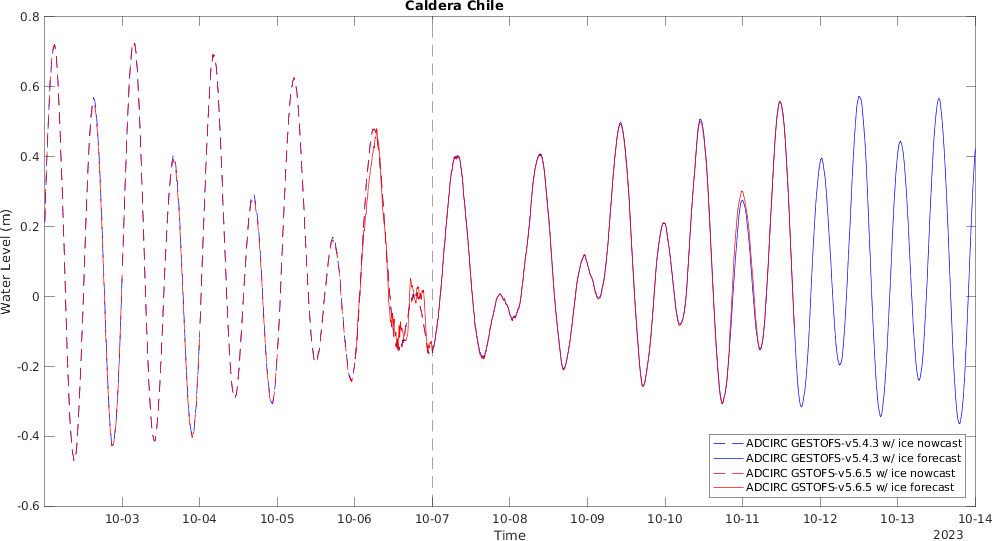 Caldera Chile
Water Level (m)
0.8
0.6
0.4
0.2
0
-0.2
-0.4
-0.6
10-03 10-04 10-05 10-06 10-07 10-08 10-09 10-10 10-11 10-12 10-13 10-14
Time
2023
ADCIRC GESTOFS-v5.4.3 w/ ice nowcast
ADCIRC GESTOFS-v5.4.3 w/ ice forecast
ADCIRC GSTOFS-v5.6.5 w/ ice nowcast
ADCIRC GSTOFS-v5.6.5 w/ ice forecast